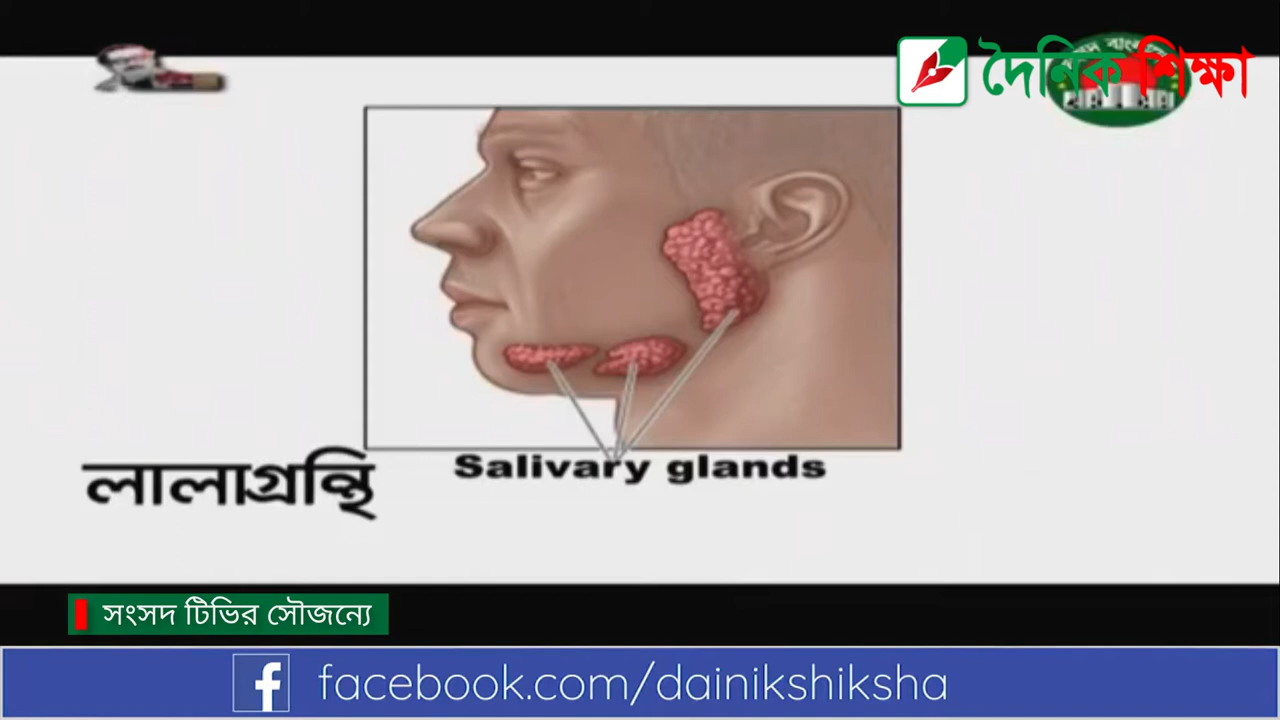 দৈনিক শিক্ষা
Salivary glands
লালাগ্রন্থি
সংসদ টিভির সৌজন্যে
facebook.com/dainikshiksha